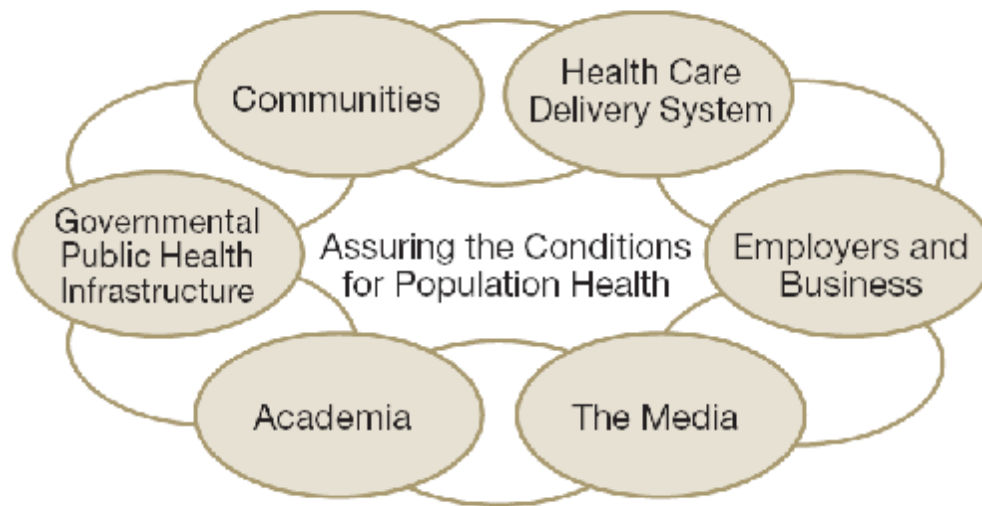 Communities
Health Care
Delivery System
Governmental
Public Health
Infrastructure
Assuring the Conditions
for Population Health
Employers and
Business
Academia
The Media